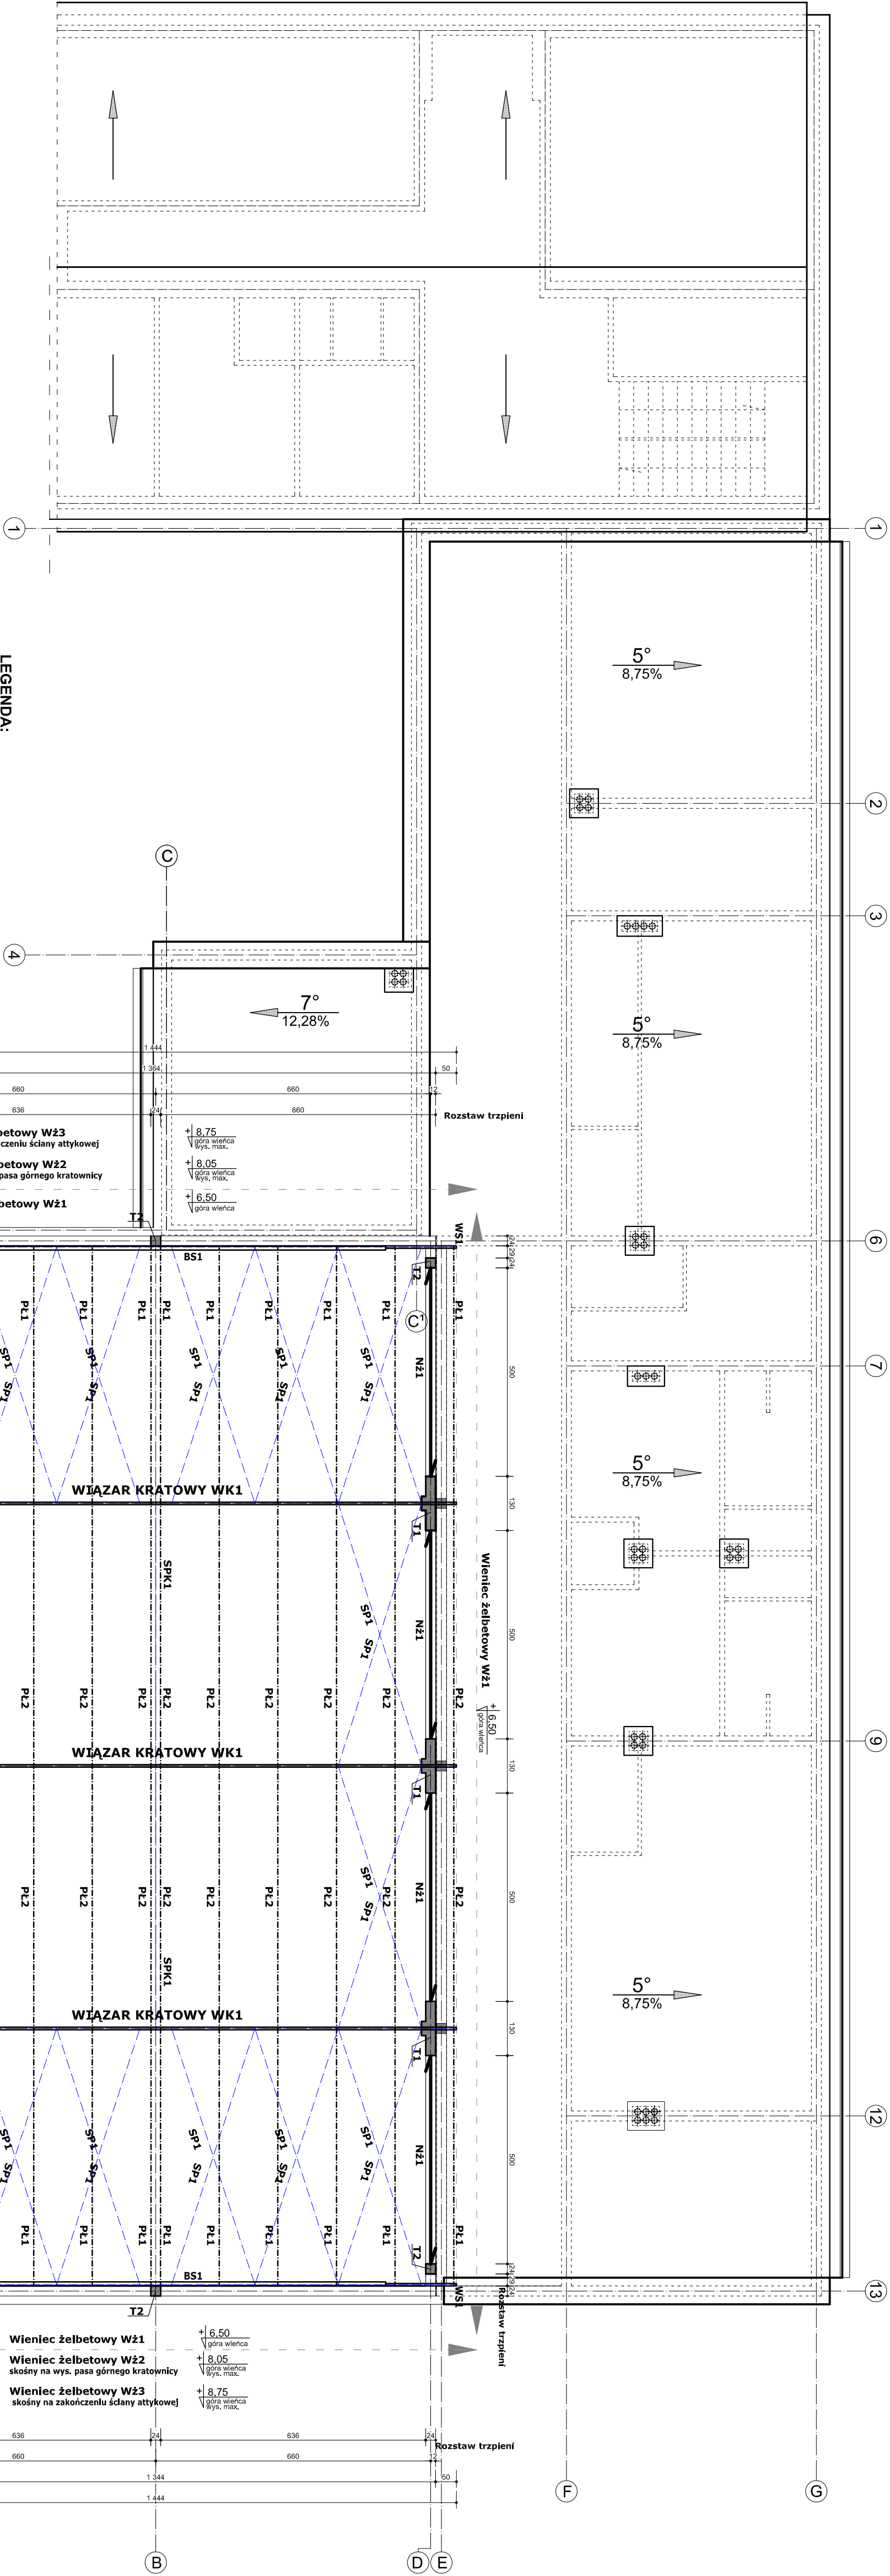 1
1
LEGENDA:
5°
8,75%
2
C
3
4
7°
12,28%
5°
8,75%
1 444
1 364
50
660
660
12
636
24
660
Rozstaw trzpieni
betowy Wż3
czeniu ściany attykowej
+ 8,75
góra wieńca
wys. max.
betowy Wż2
pasa górnego kratownicy
+ 8,05
góra wieńca
wys. max.
betowy Wż1
+ 6,50
góra wieńca
T2
WS1
24
29
24
6
BS1
T2
C¹
PŁ1
PŁ1
PŁ1
PŁ1
PŁ1
PŁ1
PŁ1
PŁ1
NŻ1
500
7
SP1 SP1
SP1 SP1
SP1 SP1
SP1 SP1
5°
8,75%
WIĄZAR KRATOWY WK1
T1
130
SPK1
SP1 SP1
NŻ1
Wieniec żelbetowy Wż1
500
PŁ2
PŁ2
PŁ2
PŁ2
PŁ2
PŁ2
PŁ2
PŁ2
+ 6,50
góra wieńca
9
WIĄZAR KRATOWY WK1
T1
130
PŁ2
PŁ2
PŁ2
PŁ2
PŁ2
PŁ2
PŁ2
PŁ2
SP1 SP1
NŻ1
500
SPK1
5°
8,75%
WIĄZAR KRATOWY WK1
T1
130
12
SP1 SP1
SP1 SP1
SP1 SP1
SP1 SP1
NŻ1
500
PŁ1
PŁ1
PŁ1
PŁ1
PŁ1
PŁ1
PŁ1
PŁ1
T2
BS1
WS1
24
29
24
13
T2
Rozstaw trzpieni
Wieniec żelbetowy Wż1
+ 6,50
góra wieńca
Wieniec żelbetowy Wż2
skośny na wys. pasa górnego kratownicy
+ 8,05
góra wieńca
wys. max.
Wieniec żelbetowy Wż3
skośny na zakończeniu ściany attykowej
+ 8,75
góra wieńca
wys. max.
636
24
636
24
Rozstaw trzpieni
660
660
12
1 344
50
1 444
F
G
B
D
E